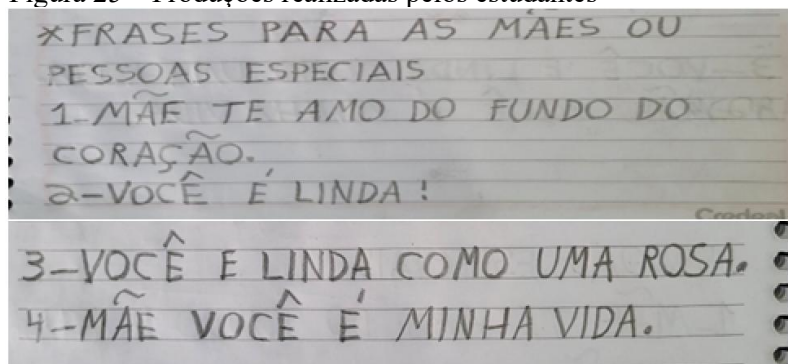 Figura 25 – Produções realizadas pelos estudantes
*FRASES PARA AS MÃES OU
PESSOAS ESPECIAIS
1-MÃE TE AMO DO FUNDO DO
CORAÇÃO.
2-VOCÊ É LINDA!
Credeal
3-VOCÊ E LINDA COMO UMA ROSA.
4-MÃE VOCÊ É MINHA VIDA.